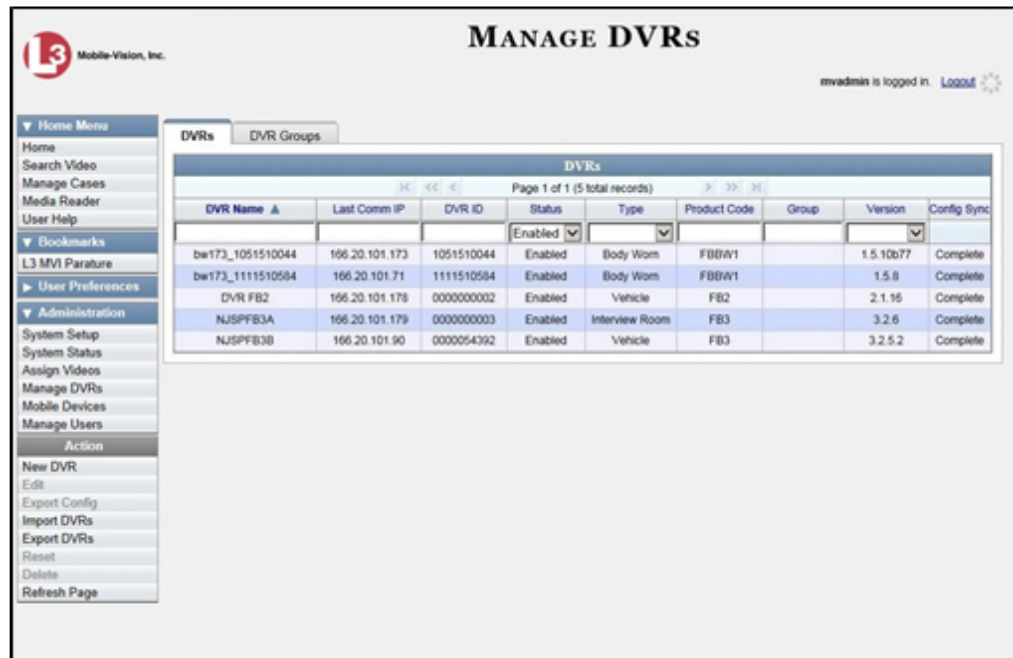 MANAGE DVRS
L3 Mobile-Vision, Inc.
mvadmin is logged in. Logout
▼ Home Menu
Home
Search Video
Manage Cases
Media Reader
User Help
▼ Bookmarks
L3 MVI Parature
► User Preferences
▼ Administration
System Setup
System Status
Assign Videos
Manage DVRs
Mobile Devices
Manage Users
Action
New DVR
Edit
Export Config
Import DVRs
Export DVRs
Reset
Delete
Refresh Page
DVRs DVR Groups
DVRs
Page 1 of 1 (5 total records)
DVR Name ▲ Last Comm IP DVR ID Status Type Product Code Group Version Config Sync
Enabled
bw173_1051510044 166.20.101.173 1051510044 Enabled Body Worn FBBW1 1.5.10b77 Complete
bw173_1111510584 166.20.101.71 1111510584 Enabled Body Worn FBBW1 1.5.8 Complete
DVR FB2 166.20.101.178 0000000002 Enabled Vehicle FB2 2.1.16 Complete
NJSPFB3A 166.20.101.179 0000000003 Enabled Interview Room FB3 3.2.6 Complete
NJSPFB3B 166.20.101.90 0000054392 Enabled Vehicle FB3 3.2.5.2 Complete